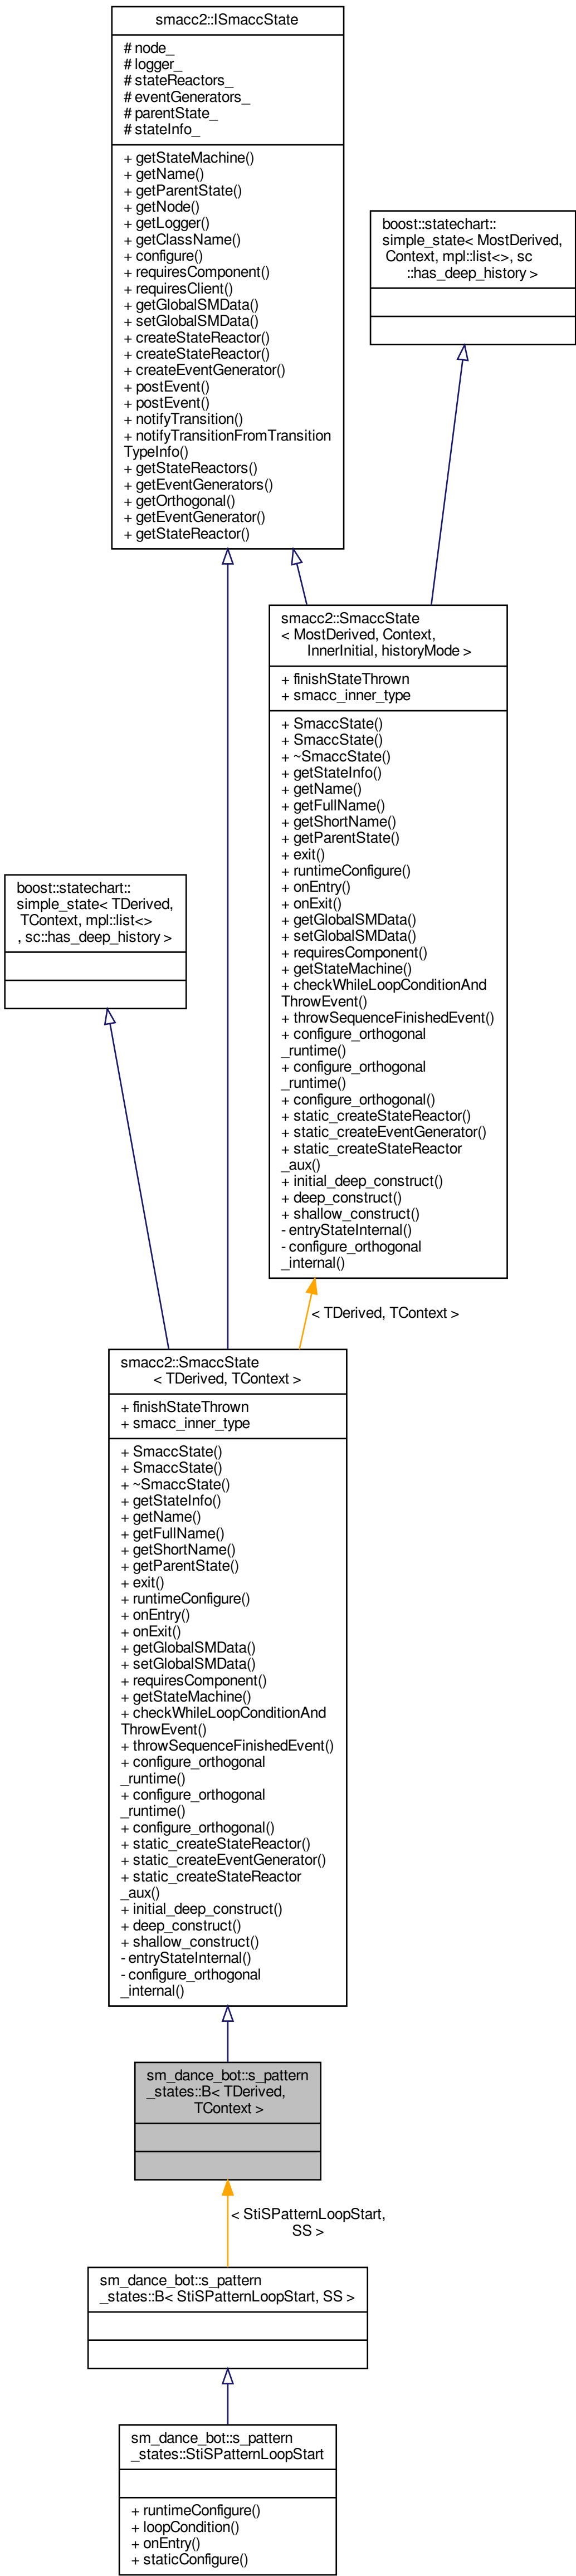 smacc2::ISmaccState
# node_
# logger_
# stateReactors_
# eventGenerators_
# parentState_
# stateInfo_
+ getStateMachine()
+ getName()
+ getParentState()
+ getNode()
+ getLogger()
+ getClassName()
+ configure()
+ requiresComponent()
+ requiresClient()
+ getGlobalSMData()
+ setGlobalSMData()
+ createStateReactor()
+ createStateReactor()
+ createEventGenerator()
+ postEvent()
+ postEvent()
+ notifyTransition()
+ notifyTransitionFromTransition
TypeInfo()
+ getStateReactors()
+ getEventGenerators()
+ getOrthogonal()
+ getEventGenerator()
+ getStateReactor()
boost::statechart::
simple_state< MostDerived,
Context, mpl::list<>, sc
::has_deep_history >
smacc2::SmaccState
< MostDerived, Context,
InnerInitial, historyMode >
+ finishStateThrown
+ smacc_inner_type
+ SmaccState()
+ SmaccState()
+ ~SmaccState()
+ getStateInfo()
+ getName()
+ getFullName()
+ getShortName()
+ getParentState()
+ exit()
+ runtimeConfigure()
+ onEntry()
+ onExit()
+ getGlobalSMData()
+ setGlobalSMData()
+ requiresComponent()
+ getStateMachine()
+ checkWhileLoopConditionAnd
ThrowEvent()
+ throwSequenceFinishedEvent()
+ configure_orthogonal
_runtime()
+ configure_orthogonal
_runtime()
+ configure_orthogonal()
+ static_createStateReactor()
+ static_createEventGenerator()
+ static_createStateReactor
_aux()
+ initial_deep_construct()
+ deep_construct()
+ shallow_construct()
- entryStateInternal()
- configure_orthogonal
_internal()
boost::statechart::
simple_state< TDerived,
TContext, mpl::list<>
, sc::has_deep_history >
< TDerived, TContext >
smacc2::SmaccState
< TDerived, TContext >
+ finishStateThrown
+ smacc_inner_type
+ SmaccState()
+ SmaccState()
+ ~SmaccState()
+ getStateInfo()
+ getName()
+ getFullName()
+ getShortName()
+ getParentState()
+ exit()
+ runtimeConfigure()
+ onEntry()
+ onExit()
+ getGlobalSMData()
+ setGlobalSMData()
+ requiresComponent()
+ getStateMachine()
+ checkWhileLoopConditionAnd
ThrowEvent()
+ throwSequenceFinishedEvent()
+ configure_orthogonal
_runtime()
+ configure_orthogonal
_runtime()
+ configure_orthogonal()
+ static_createStateReactor()
+ static_createEventGenerator()
+ static_createStateReactor
_aux()
+ initial_deep_construct()
+ deep_construct()
+ shallow_construct()
- entryStateInternal()
- configure_orthogonal
_internal()
sm_dance_bot::s_pattern
_states::B< TDerived,
TContext >
< StiSPatternLoopStart,
SS >
sm_dance_bot::s_pattern
_states::B< StiSPatternLoopStart, SS >
sm_dance_bot::s_pattern
_states::StiSPatternLoopStart
+ runtimeConfigure()
+ loopCondition()
+ onEntry()
+ staticConfigure()